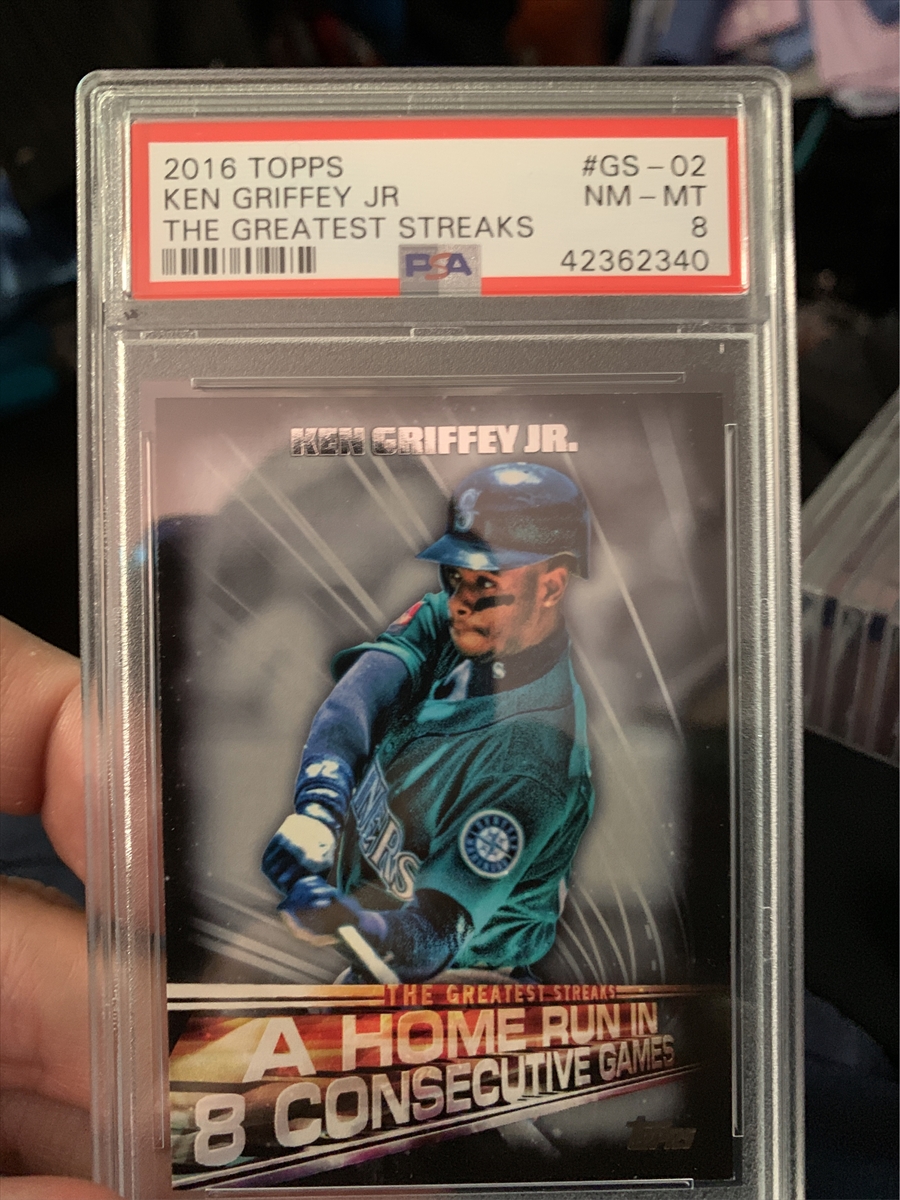 2016 TOPPS #GS-02
KEN GRIFFEY JR NM-MT
THE GREATEST STREAKS 8
PSA 42362340
KEN GRIFFEY JR.
S
S
NERS
THE GREATEST STREAKS
A HOME RUN IN
8 CONSECUTIVE GAMES
TOPPS